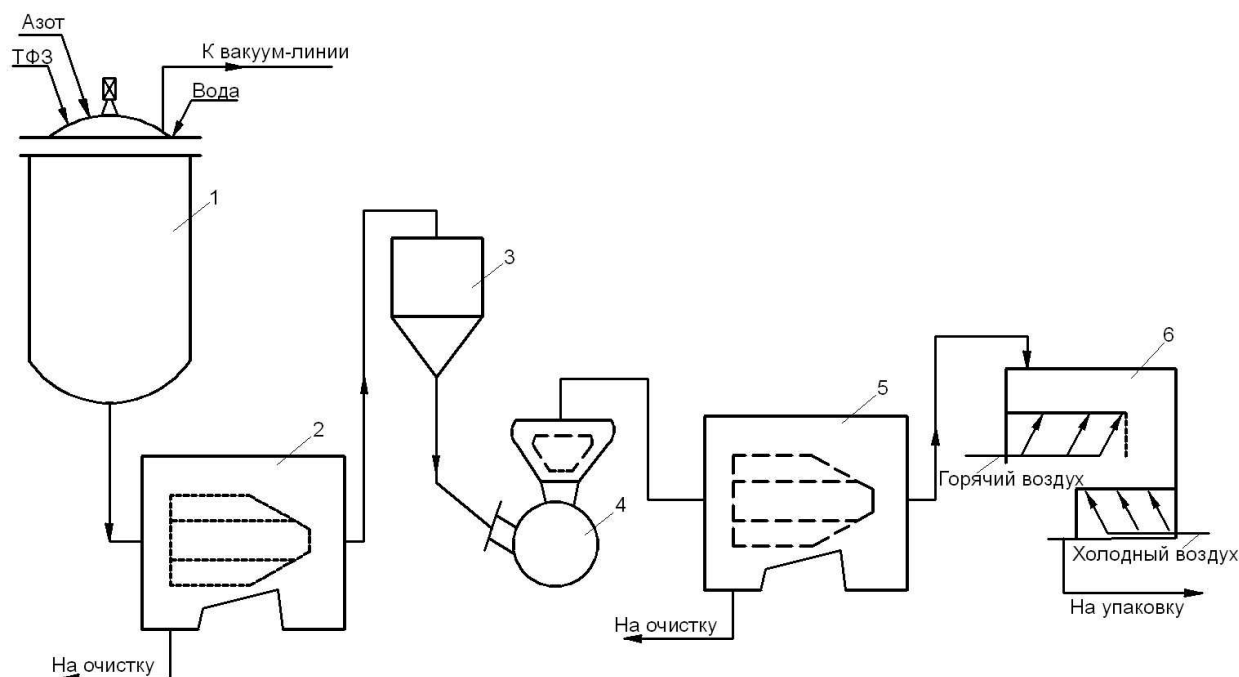 Азот
ТФЗ
К вакуум-линии
Вода
1
2
3
4
5
6
Горячий воздух
Холодный воздух
На упаковку
На очистку
На очистку